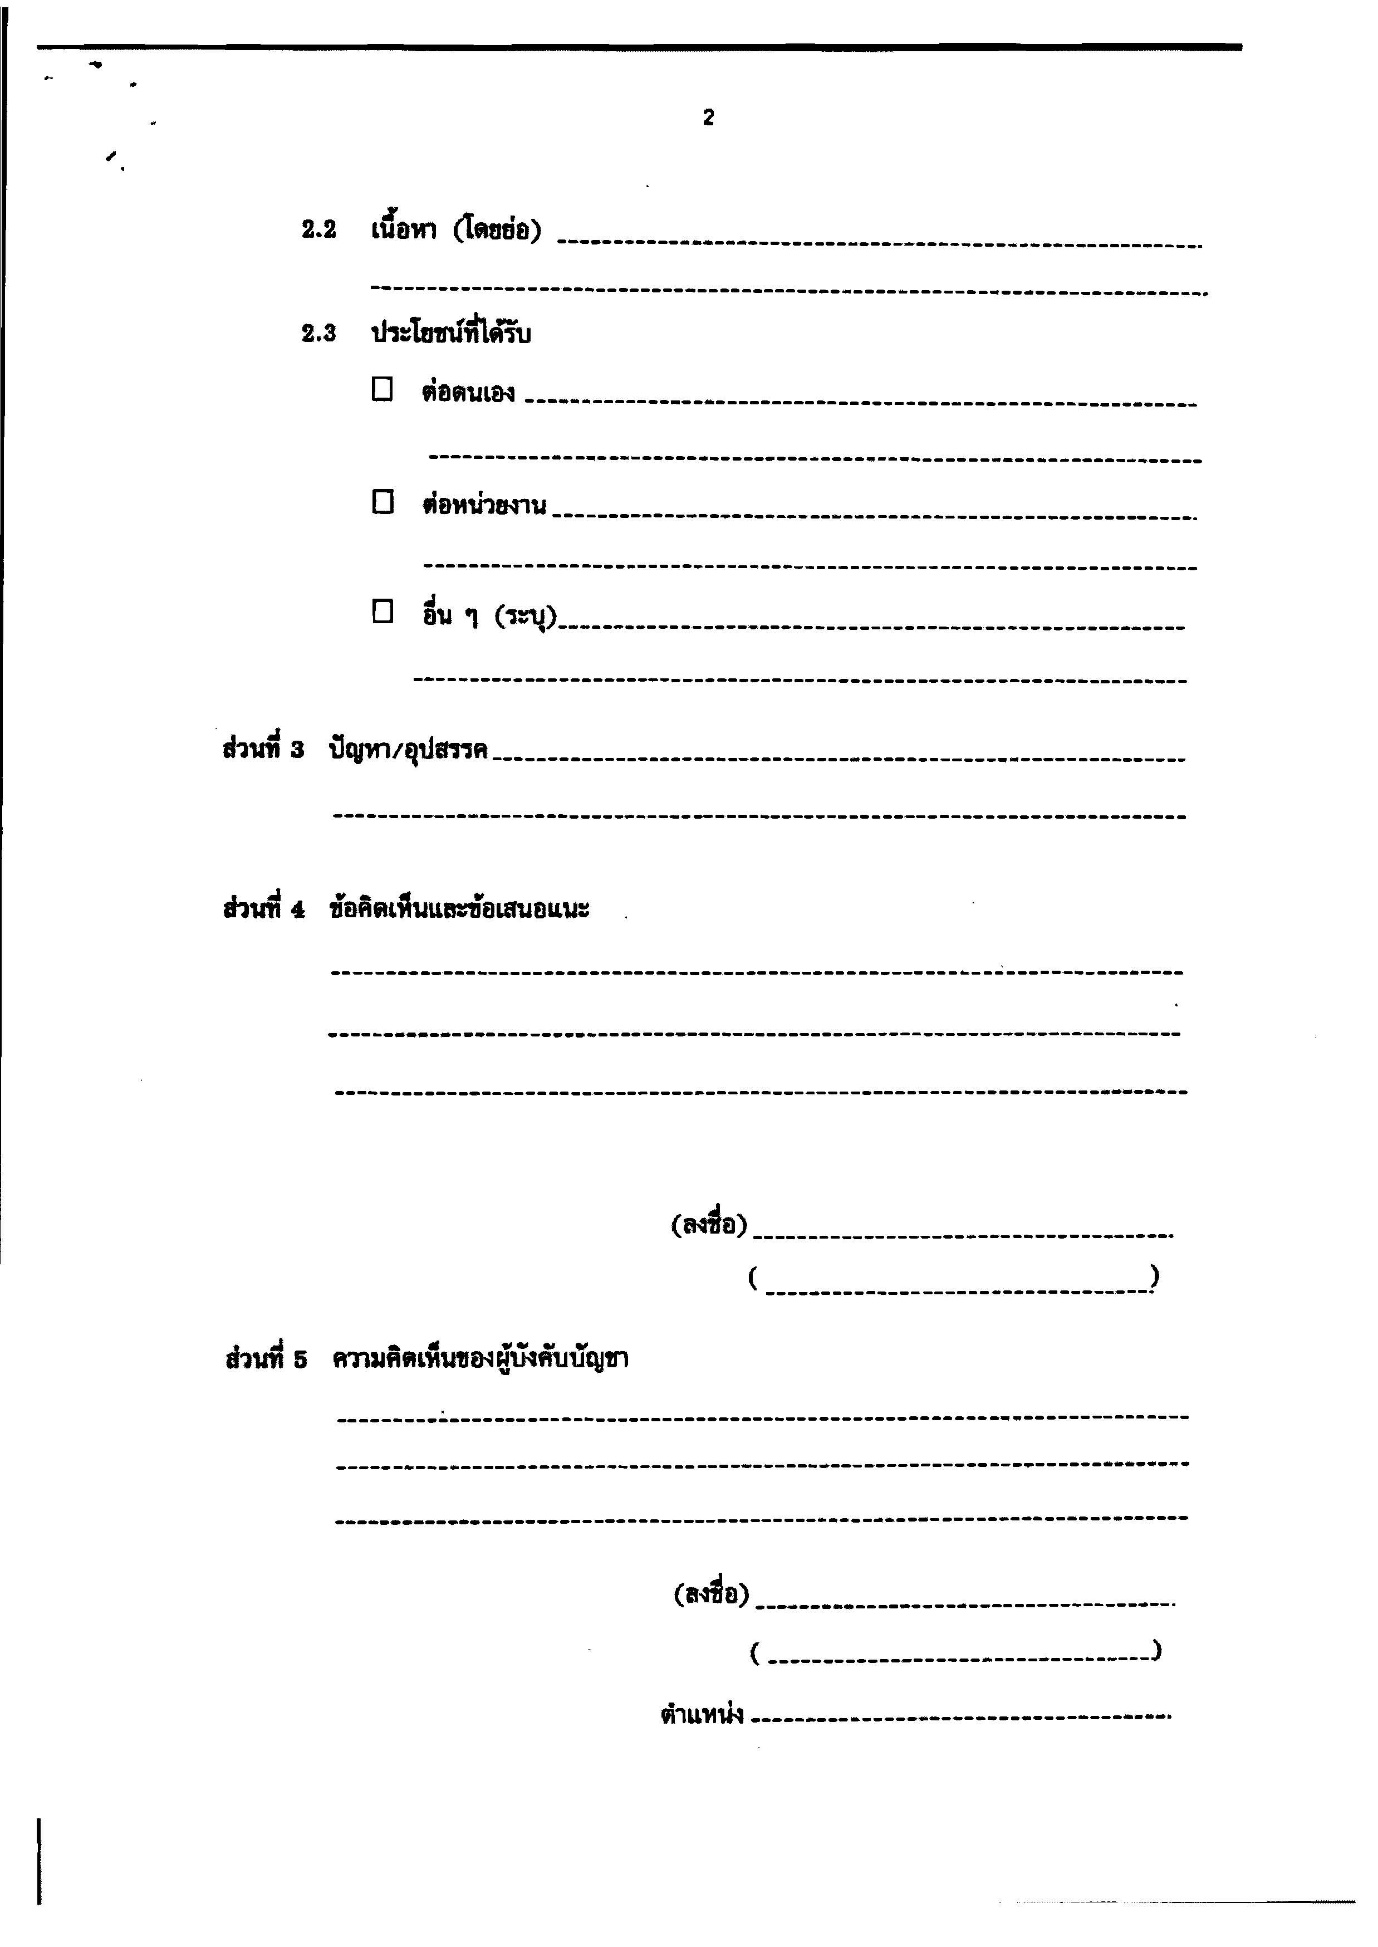 2
2.2 เนื้อหา (โดยย่อ)
2.3 ประโยชน์ที่ได้รับ
ต่อตนเอง
ต่อหน่วยงาน
อื่น ๆ (ระบุ)
ส่วนที่ 3 ปัญหา/อุปสรรค
ส่วนที่ 4 ข้อคิดเห็นและข้อเสนอแนะ
(ลงชื่อ)
( )
ส่วนที่ 5 ความคิดเห็นของผู้บังคับบัญชา
(ลงชื่อ)
( )
ตำแหน่ง